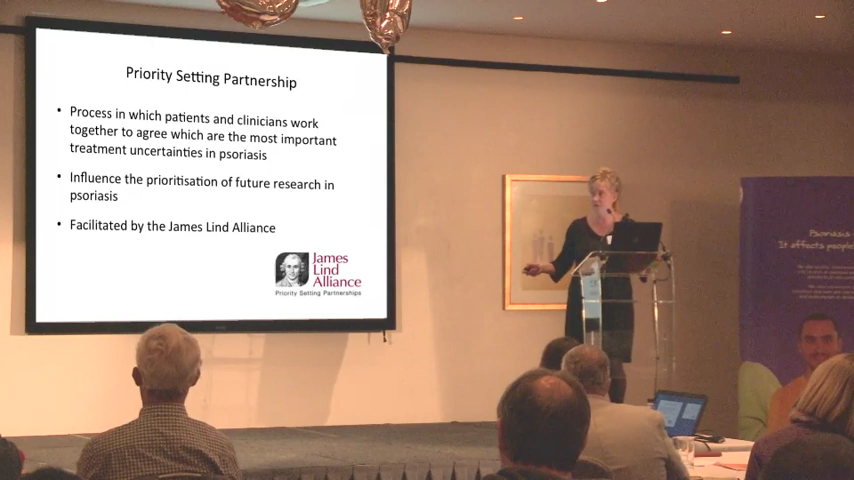 Priority Setting Partnership
• Process in which patients and clinicians work
together to agree which are the most important
treatment uncertainties in psoriasis
• Influence the prioritisation of future research in
psoriasis
• Facilitated by the James Lind Alliance
James
Lind
Alliance
Priority Setting Partnerships
Psoriasis
It affects people